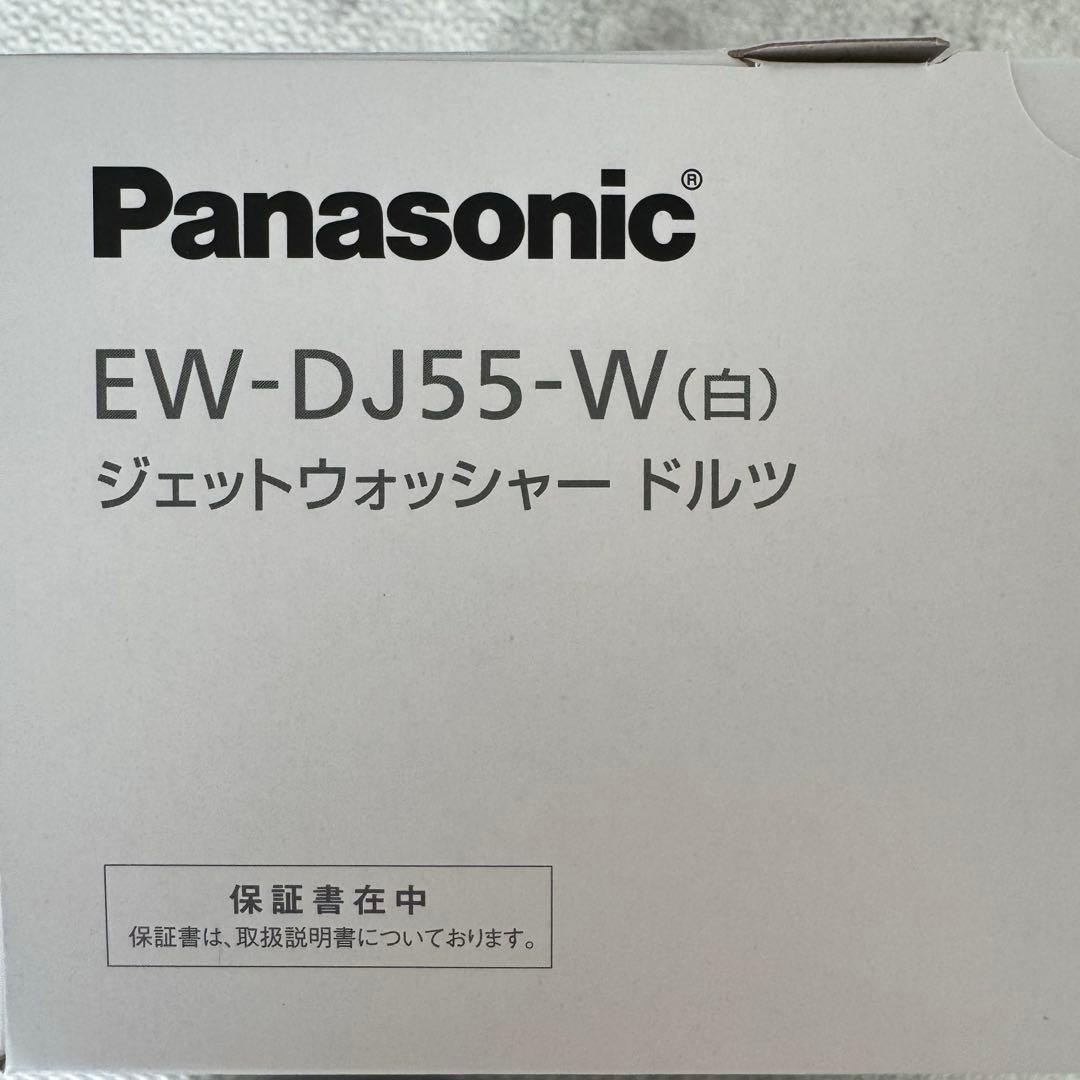 Panasonic®
EW-DJ55-W(白)
ジェットウォッシャー ドルツ
保証書在中
保証書は、取扱説明書についております。